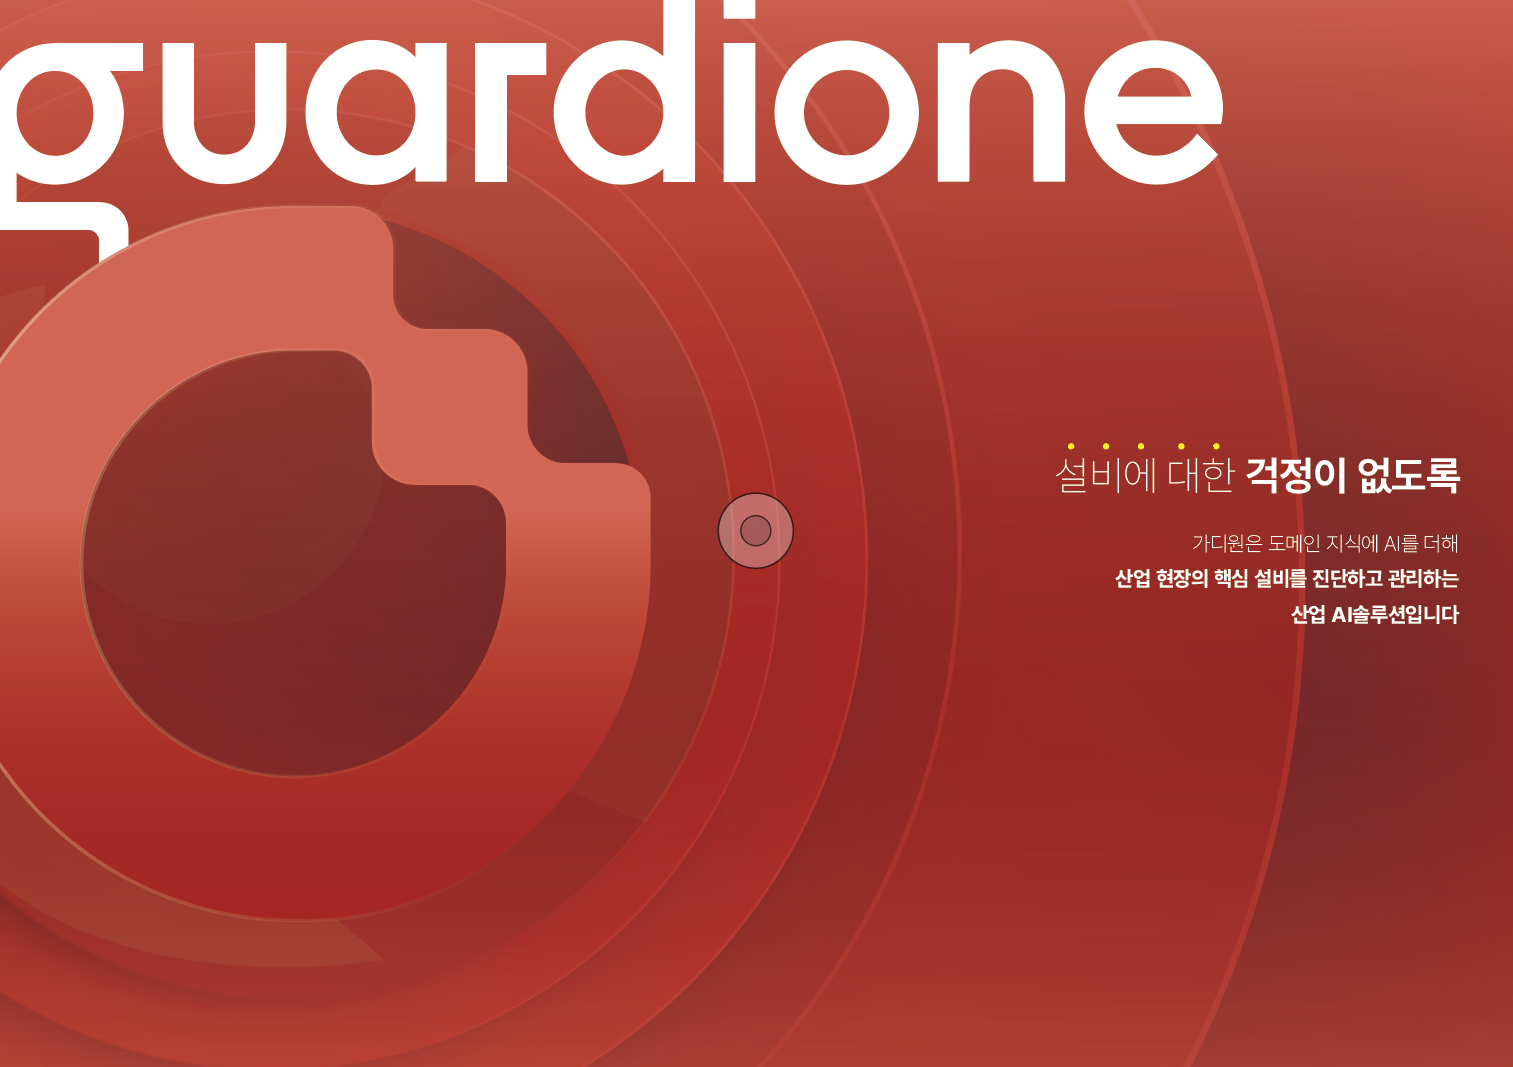 guardione
설비에 대한 걱정이 없도록
가디원은 도메인 지식에 AI를 더해
산업 현장의 핵심 설비를 진단하고 관리하는
산업 AI솔루션입니다